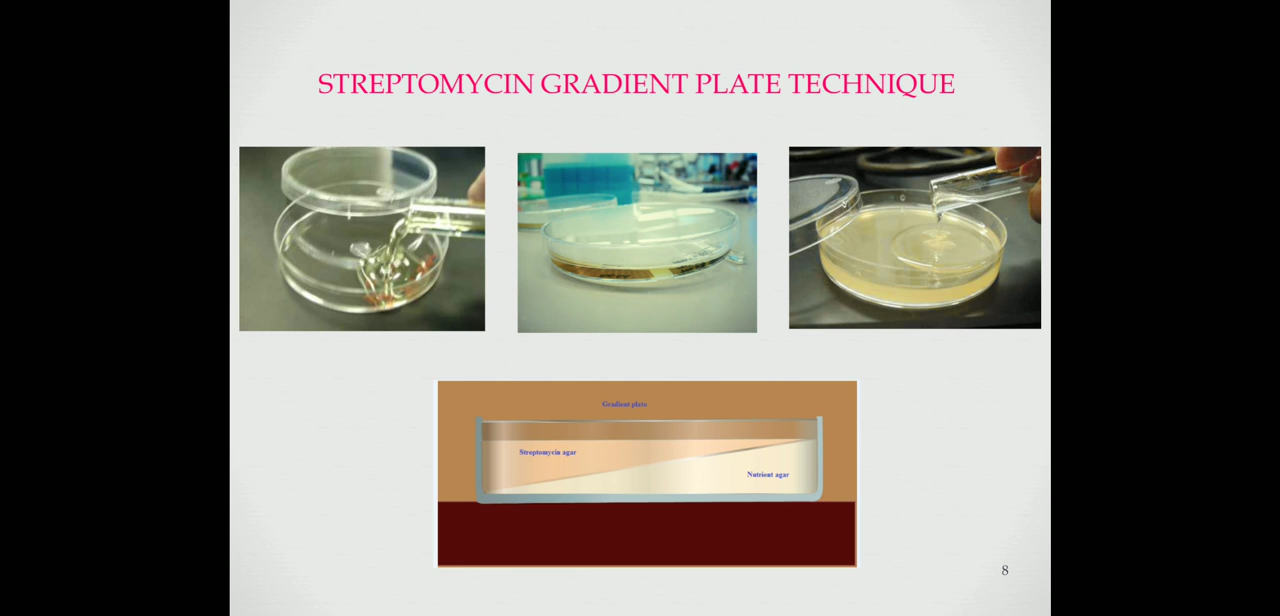 STREPTOMYCIN GRADIENT PLATE TECHNIQUE
Gradient plate
Streptomycin agar
Nutrient agar
8